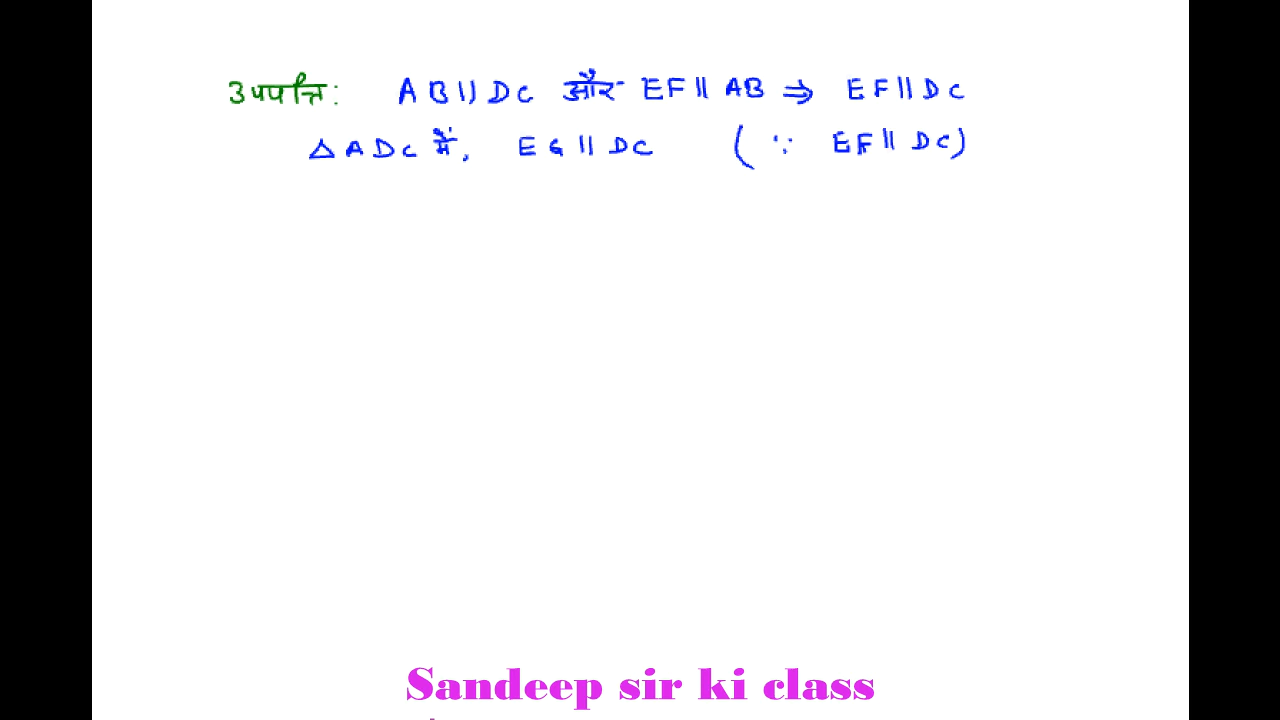 उपपत्ति: AB || DC और EF || AB ⇒ EF || DC
△ ADC में, EG || DC (∵ EF || DC)
Sandeep sir ki class